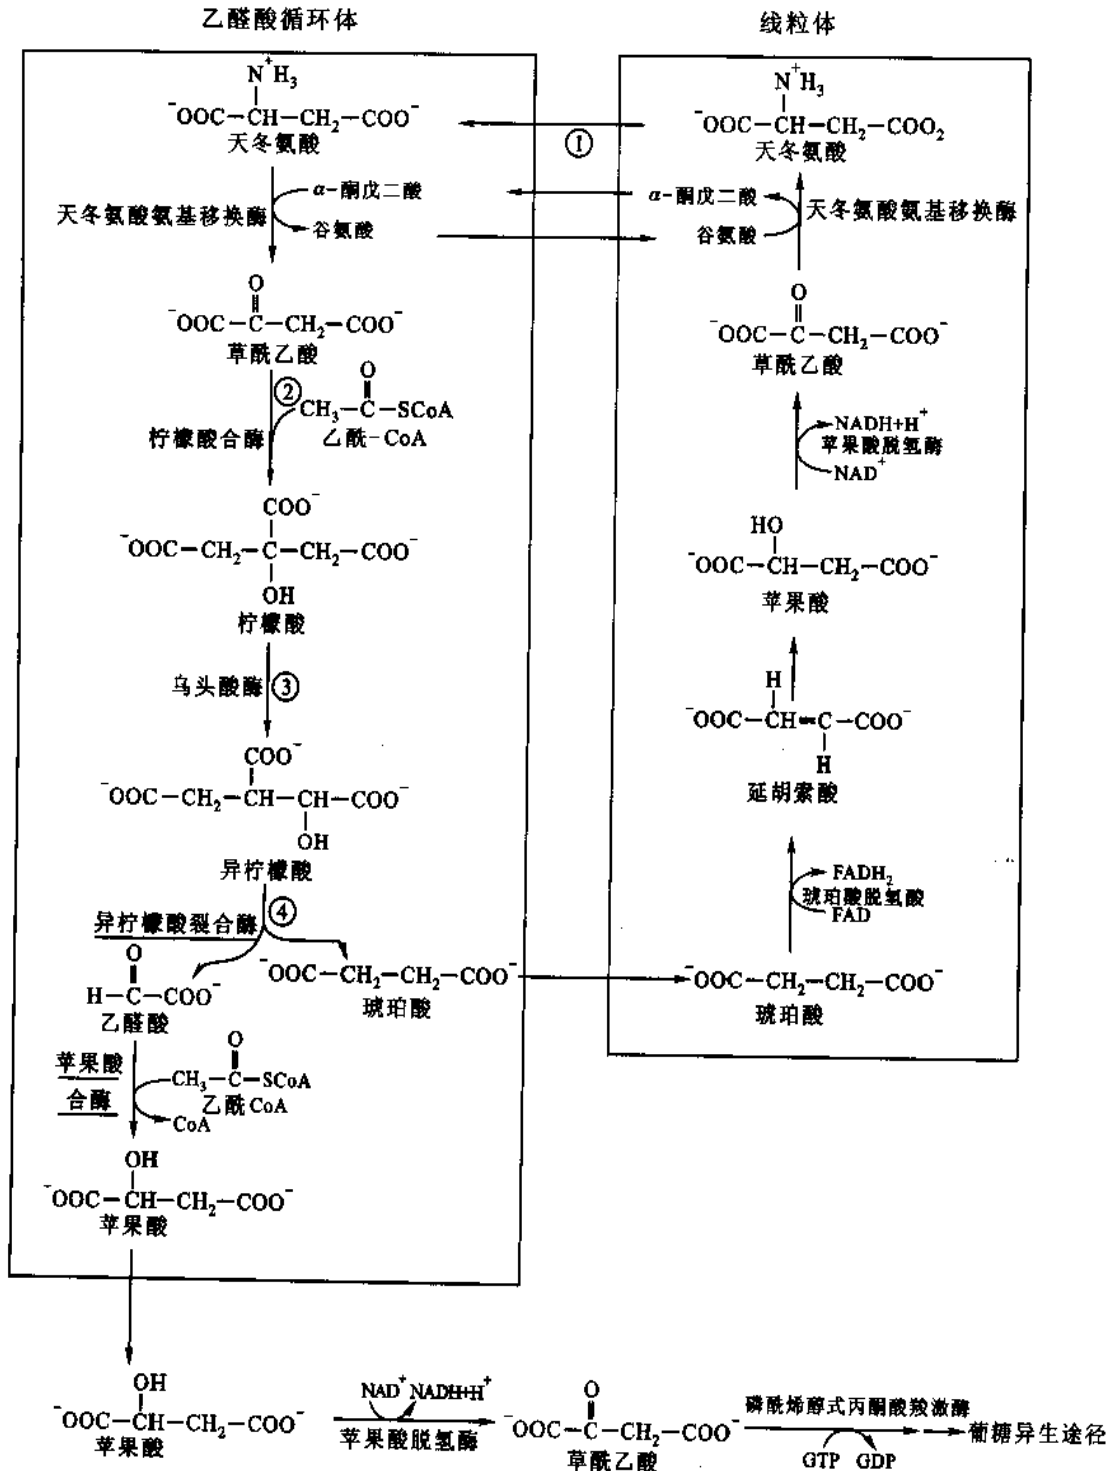 乙醛酸循环体
线粒体
N⁺H₃
⁻OOC—CH—CH₂—COO⁻
天冬氨酸
①
N⁺H₃
⁻OOC—CH—CH₂—COO₂
天冬氨酸
α-酮戊二酸
天冬氨酸氨基移换酶
谷氨酸
α-酮戊二酸
天冬氨酸氨基移换酶
谷氨酸
O
⁻OOC—C—CH₂—COO⁻
草酰乙酸
O
⁻OOC—C—CH₂—COO⁻
草酰乙酸
②
O
CH₃—C—SCoA
柠檬酸合酶
乙酰-CoA
NADH+H⁺
苹果酸脱氢酶
NAD⁺
COO⁻
⁻OOC—CH₂—C—CH₂—COO⁻
OH
柠檬酸
HO
⁻OOC—CH—CH₂—COO⁻
苹果酸
乌头酸酶
③
H
⁻OOC—CH=C—COO⁻
H
延胡索酸
COO⁻
⁻OOC—CH₂—CH—CH—COO⁻
OH
异柠檬酸
FADH₂
琥珀酸脱氢酸
FAD
异柠檬酸裂合酶
④
O
H—C—COO⁻
乙醛酸
⁻OOC—CH₂—CH₂—COO⁻
琥珀酸
⁻OOC—CH₂—CH₂—COO⁻
琥珀酸
苹果酸
合酶
O
CH₃—C—SCoA
乙酰CoA
CoA
OH
⁻OOC—CH—CH₂—COO⁻
苹果酸
OH
⁻OOC—CH—CH₂—COO⁻
苹果酸
NAD⁺ NADH+H⁺
苹果酸脱氢酶
O
⁻OOC—C—CH₂—COO⁻
草酰乙酸
磷酰烯醇式丙酮酸羧激酶
GTP GDP
葡糖异生途径